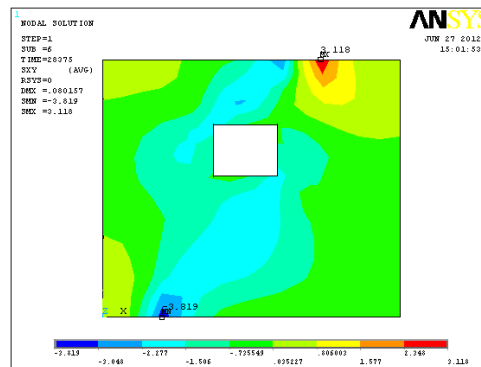 1
NODAL SOLUTION
ANSYS
STEP=1
SUB =6
TIME=28375
SXY (AVG)
RSYS=0
DMX =.080157
SMN =-3.819
SMX =3.118
JUN 27 2012
15:01:53
3.118
MX
-3.819
MN
Z X
-3.819 -2.277 -.725549 .806002 2.348
-3.048 -1.506 .035227 1.577 3.118